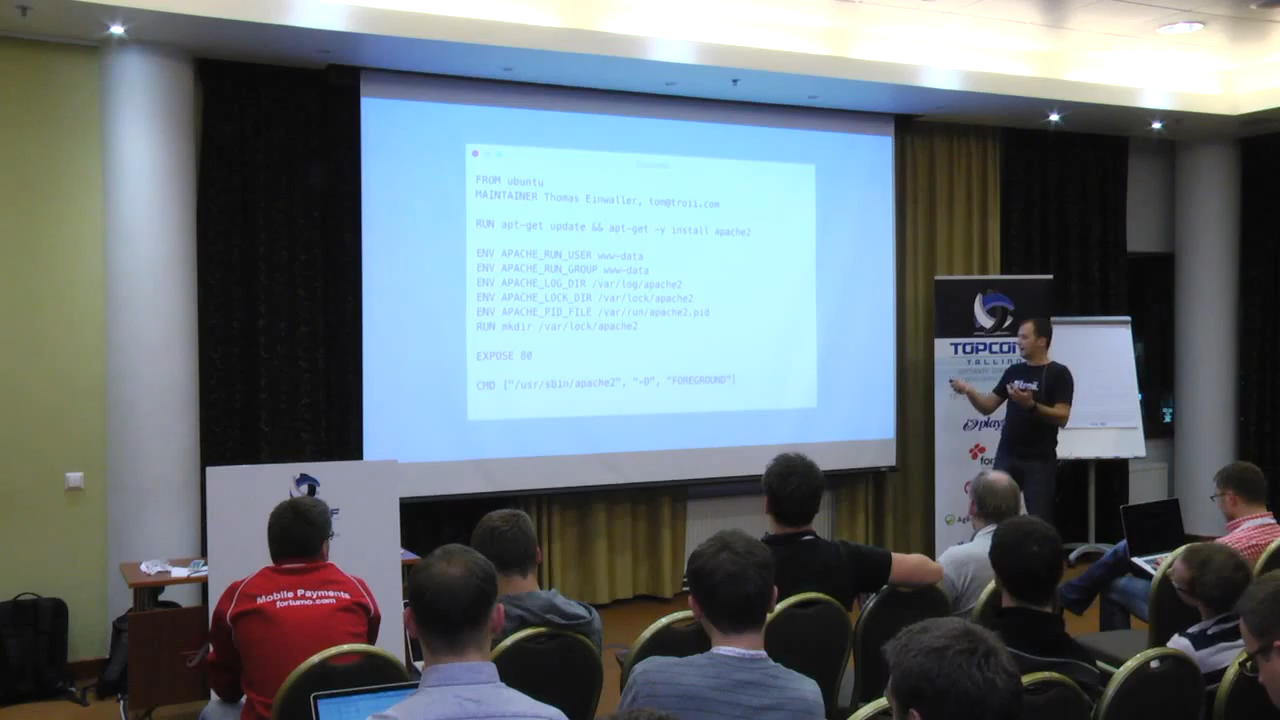 FROM ubuntu
MAINTAINER Thomas Einwaller, tom@troii.com
RUN apt-get update && apt-get -y install apache2
ENV APACHE_RUN_USER www-data
ENV APACHE_RUN_GROUP www-data
ENV APACHE_LOG_DIR /var/log/apache2
ENV APACHE_LOCK_DIR /var/lock/apache2
ENV APACHE_PID_FILE /var/run/apache2.pid
RUN mkdir /var/lock/apache2
EXPOSE 80
CMD ["/usr/sbin/apache2", "-D", "FOREGROUND"]
TALLINN
troii
play
Mobile Payments
fortumo.com